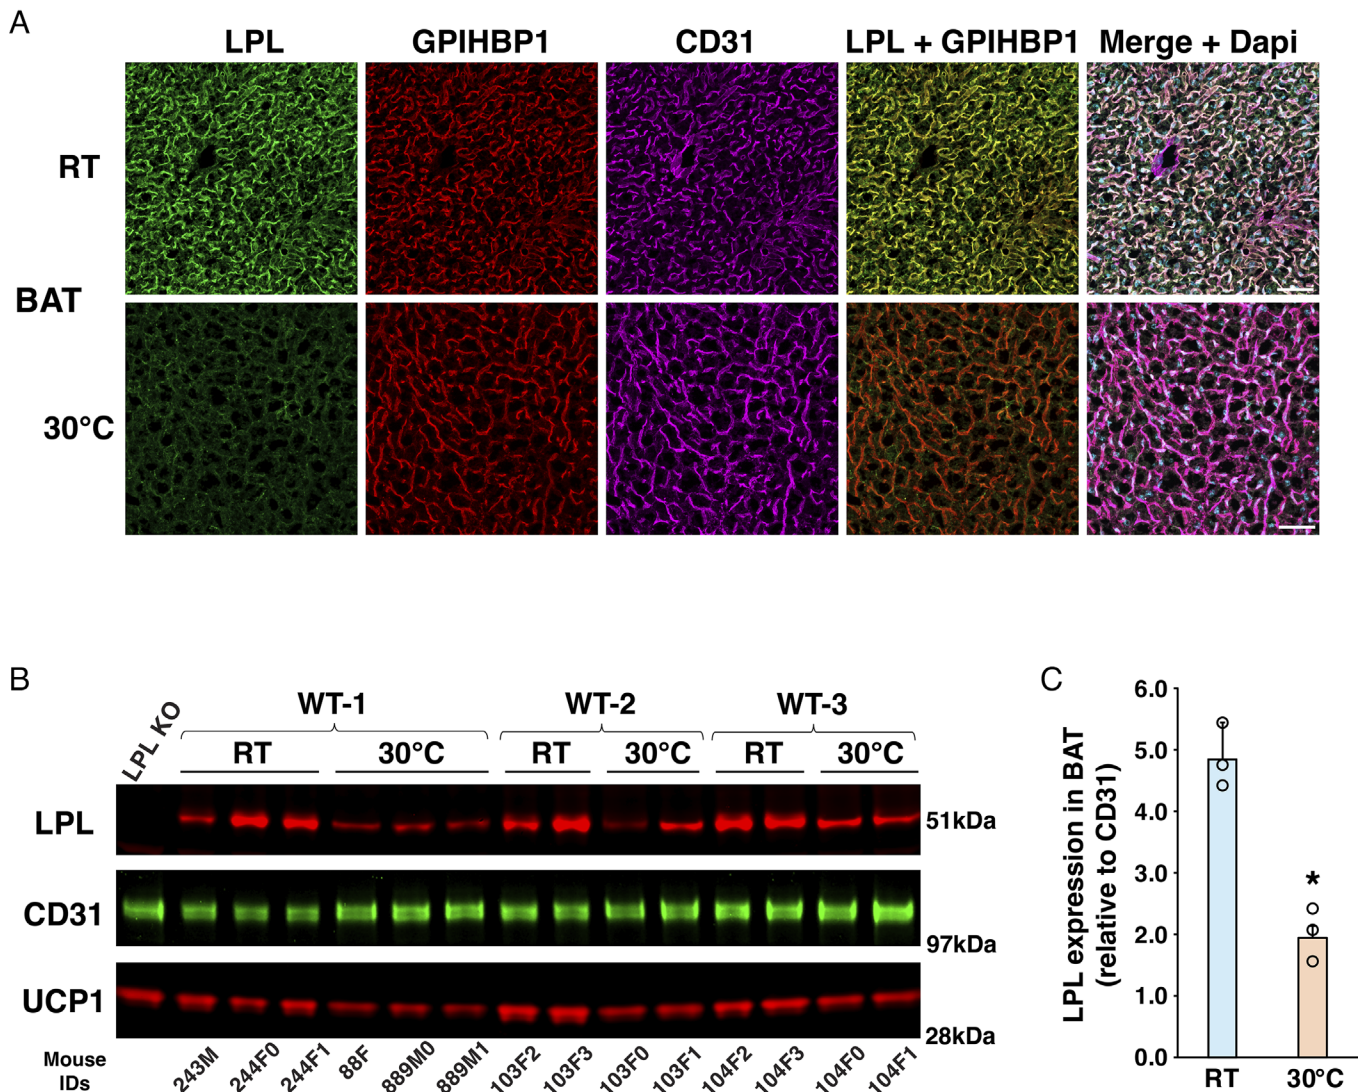 A
LPL GPIHBP1 CD31 LPL + GPIHBP1 Merge + Dapi
RT
BAT
30°C
B
LPL KO
WT-1 WT-2 WT-3
RT 30°C RT 30°C RT 30°C
LPL 51kDa
CD31
97kDa
UCP1
28kDa
Mouse
IDs
243M 244F0 244F1 88F 889M0 889M1 103F2 103F3 103F0 103F1 104F2 104F3 104F0 104F1
C
LPL expression in BAT
(relative to CD31)
6.0
5.0
4.0
3.0
2.0
1.0
0.0
*
RT 30°C